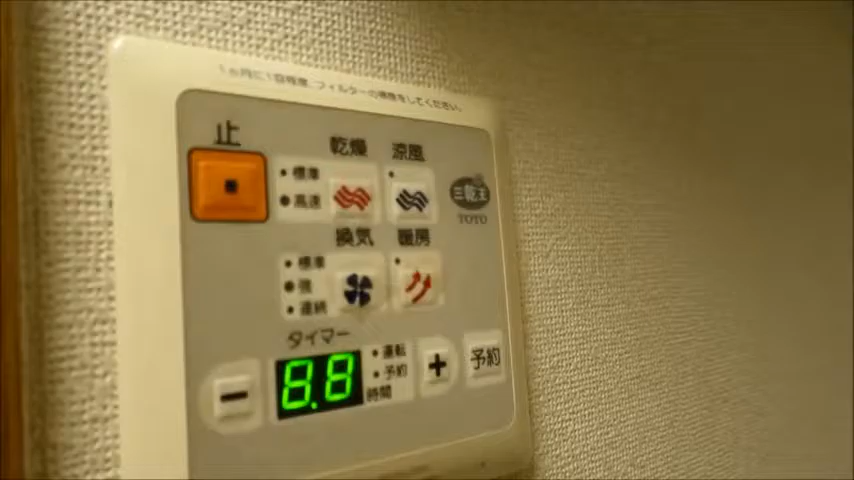 1ヵ月に1回程度、フィルターの掃除をしてください。
止
乾燥
涼風
標準
高速
三乾王
TOTO
換気
暖房
標準
強
連続
タイマー
運転
予約
時間
8.8
予約